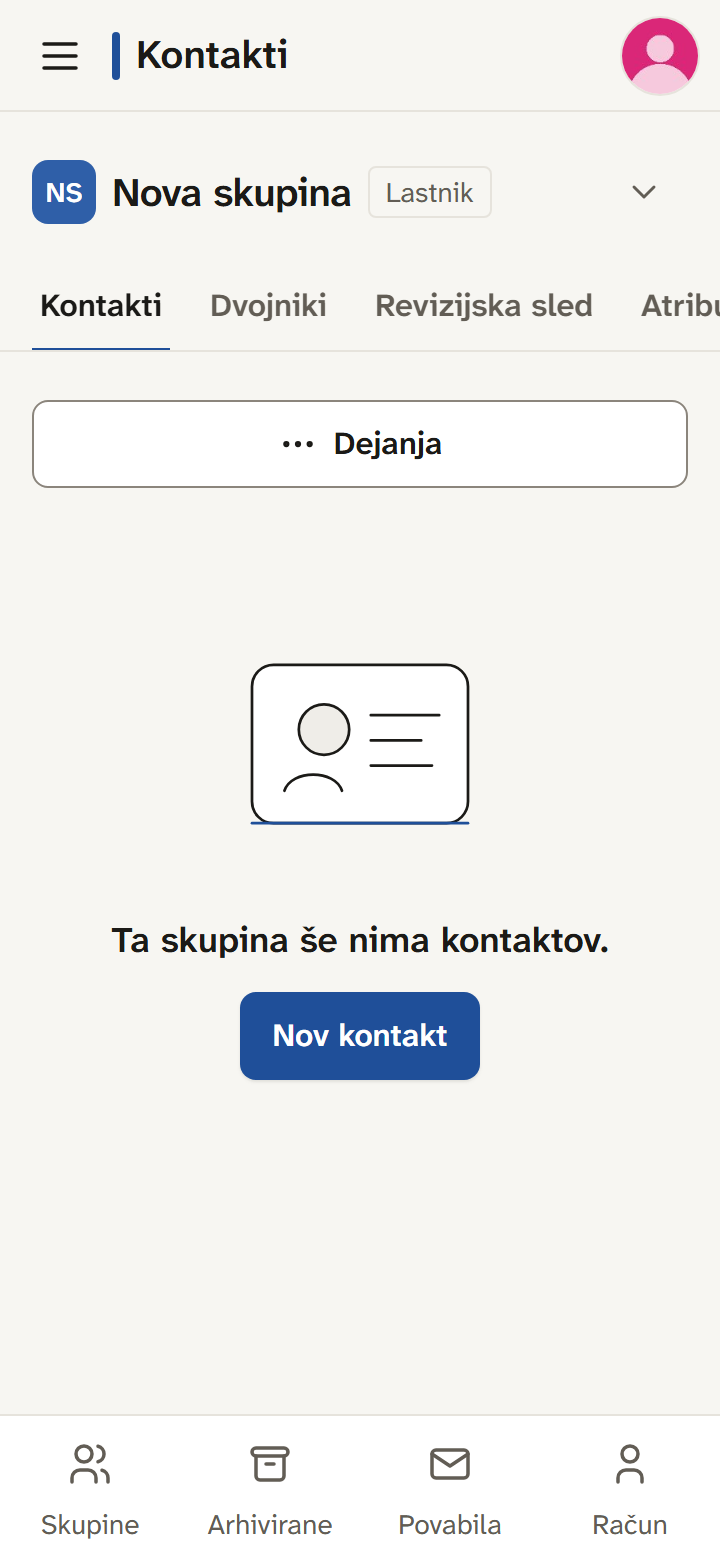 Kontakti
NS Nova skupina Lastnik
Kontakti Dvojniki Revizijska sled
Dejanja
Ta skupina še nima kontaktov.
Nov kontakt
Skupine Arhivirane Povabila Račun